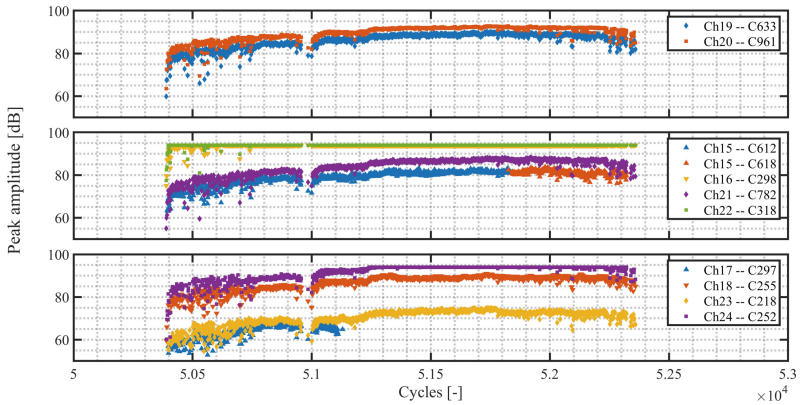 100
80
60
Ch19 -- C633
Ch20 -- C961
Peak amplitude [dB]
100
80
60
Ch15 -- C612
Ch15 -- C618
Ch16 -- C298
Ch21 -- C782
Ch22 -- C318
100
80
60
Ch17 -- C297
Ch18 -- C255
Ch23 -- C218
Ch24 -- C252
5 5.05 5.1 5.15 5.2 5.25 5.3
Cycles [-]
×10⁴